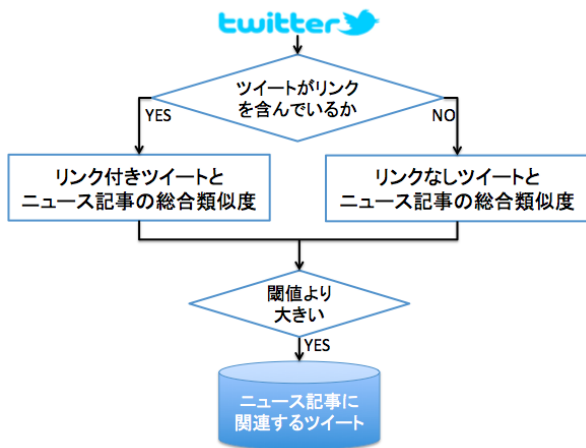 twitter
ツイートがリンク
を含んでいるか
YES
NO
リンク付きツイートと
ニュース記事の総合類似度
リンクなしツイートと
ニュース記事の総合類似度
閾値より
大きい
YES
ニュース記事に
関連するツイート